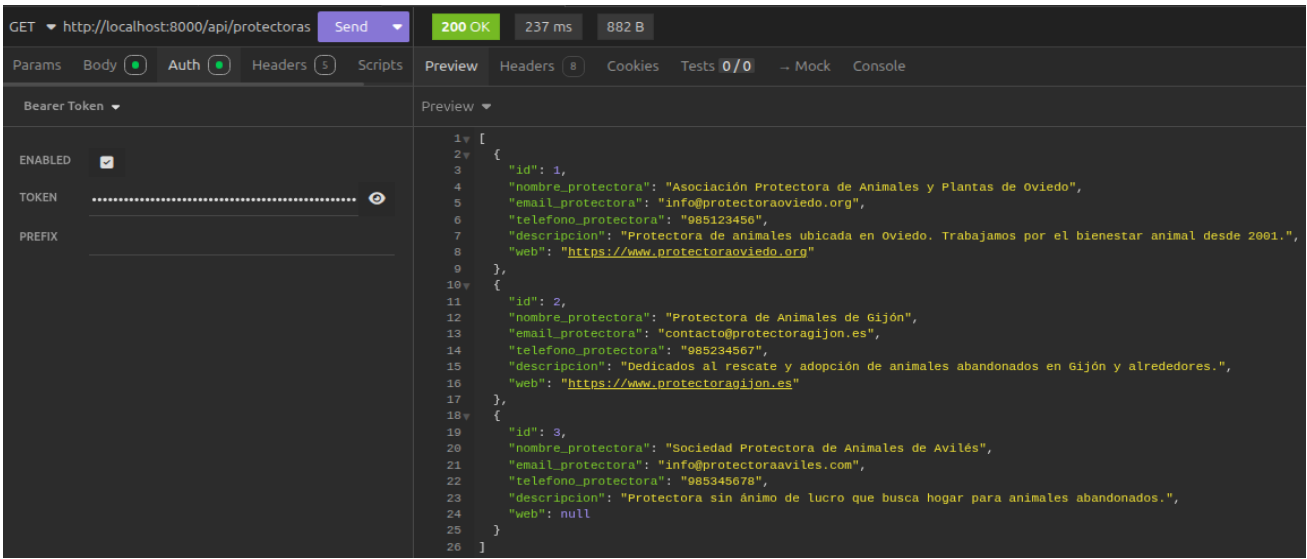 GET http://localhost:8000/api/protectoras Send 200 OK 237 ms 882 B
Params Body Auth Headers 5 Scripts Preview Headers 8 Cookies Tests 0 / 0 → Mock Console
Bearer Token Preview
ENABLED
TOKEN ••••••••••••••••••••••••••••••••••••••••••••••••••
PREFIX
1 [
2 {
3 "id": 1,
4 "nombre_protectora": "Asociación Protectora de Animales y Plantas de Oviedo",
5 "email_protectora": "info@protectoraoviedo.org",
6 "telefono_protectora": "985123456",
7 "descripcion": "Protectora de animales ubicada en Oviedo. Trabajamos por el bienestar animal desde 2001.",
8 "web": "https://www.protectoraoviedo.org"
9 },
10 {
11 "id": 2,
12 "nombre_protectora": "Protectora de Animales de Gijón",
13 "email_protectora": "contacto@protectoragijon.es",
14 "telefono_protectora": "985234567",
15 "descripcion": "Dedicados al rescate y adopción de animales abandonados en Gijón y alrededores.",
16 "web": "https://www.protectoragijon.es"
17 },
18 {
19 "id": 3,
20 "nombre_protectora": "Sociedad Protectora de Animales de Avilés",
21 "email_protectora": "info@protectoraaviles.com",
22 "telefono_protectora": "985345678",
23 "descripcion": "Protectora sin ánimo de lucro que busca hogar para animales abandonados.",
24 "web": null
25 }
26 ]